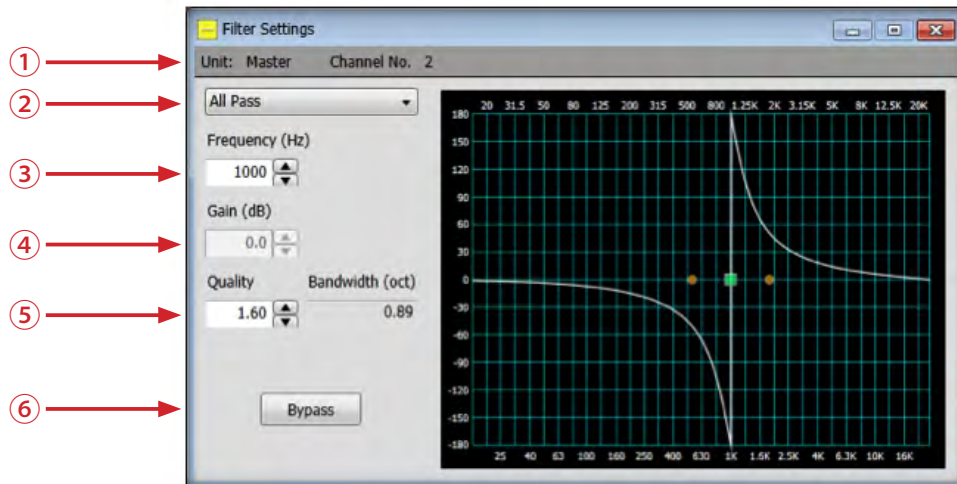 Filter Settings
① Unit: Master Channel No. 2
② All Pass
Frequency (Hz)
③ 1000
Gain (dB)
④ 0.0
Quality Bandwidth (oct)
⑤ 1.60 0.89
⑥ Bypass
20 31.5 50 80 125 200 315 500 800 1.25K 2K 3.15K 5K 8K 12.5K 20K
180
150
120
90
60
30
0
-30
-60
-90
-120
-150
-180
25 40 63 100 160 250 400 630 1K 1.6K 2.5K 4K 6.3K 10K 16K